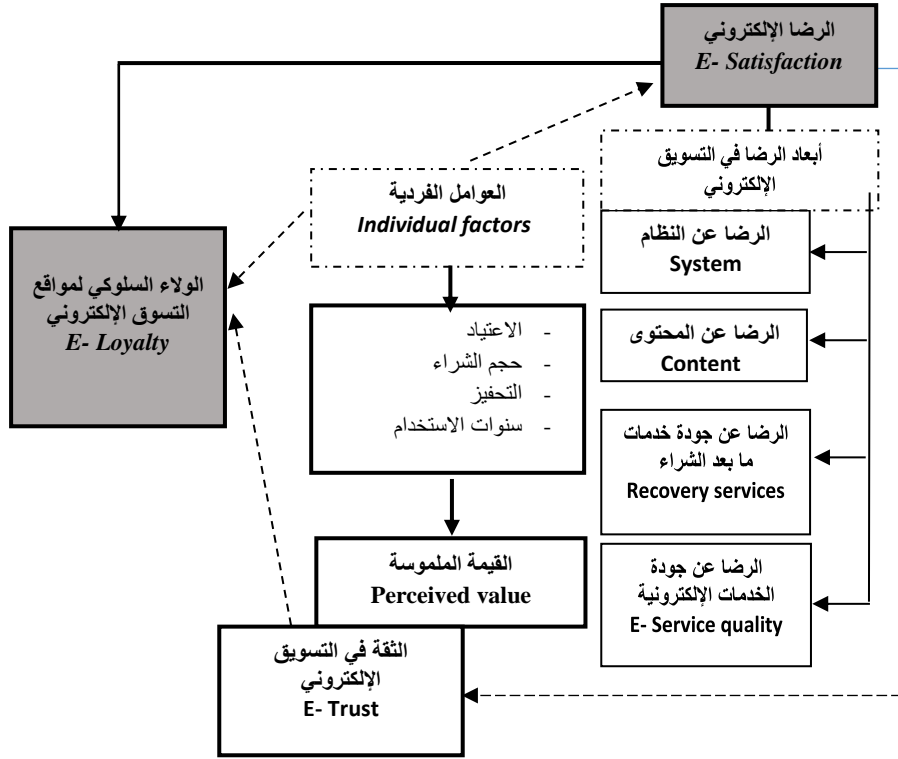 الرضا الإلكتروني
E- Satisfaction
أبعاد الرضا في التسويق
الإلكتروني
العوامل الفردية
Individual factors
الرضا عن النظام
System
الولاء السلوكي لمواقع
التسوق الإلكتروني
E- Loyalty
- الاعتياد
- حجم الشراء
- التحفيز
- سنوات الاستخدام
الرضا عن المحتوى
Content
الرضا عن جودة خدمات
ما بعد الشراء
Recovery services
القيمة الملموسة
Perceived value
الرضا عن جودة
الخدمات الإلكترونية
E- Service quality
الثقة في التسويق
الإلكتروني
E- Trust